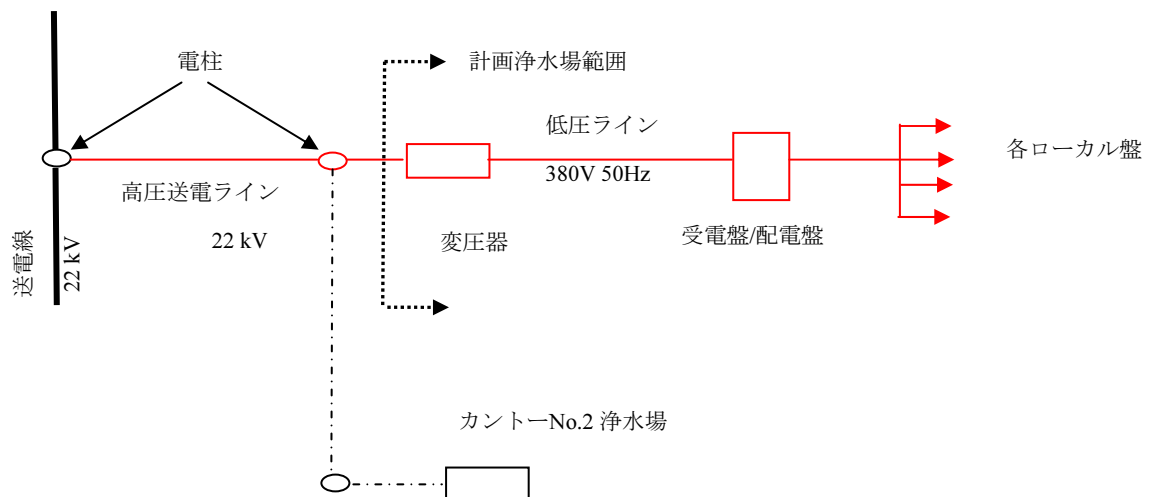 電柱
計画浄水場範囲
低圧ライン
各ローカル盤
380V 50Hz
高圧送電ライン
22 kV
変圧器
受電盤/配電盤
送電線
22 kV
カントーNo.2 浄水場